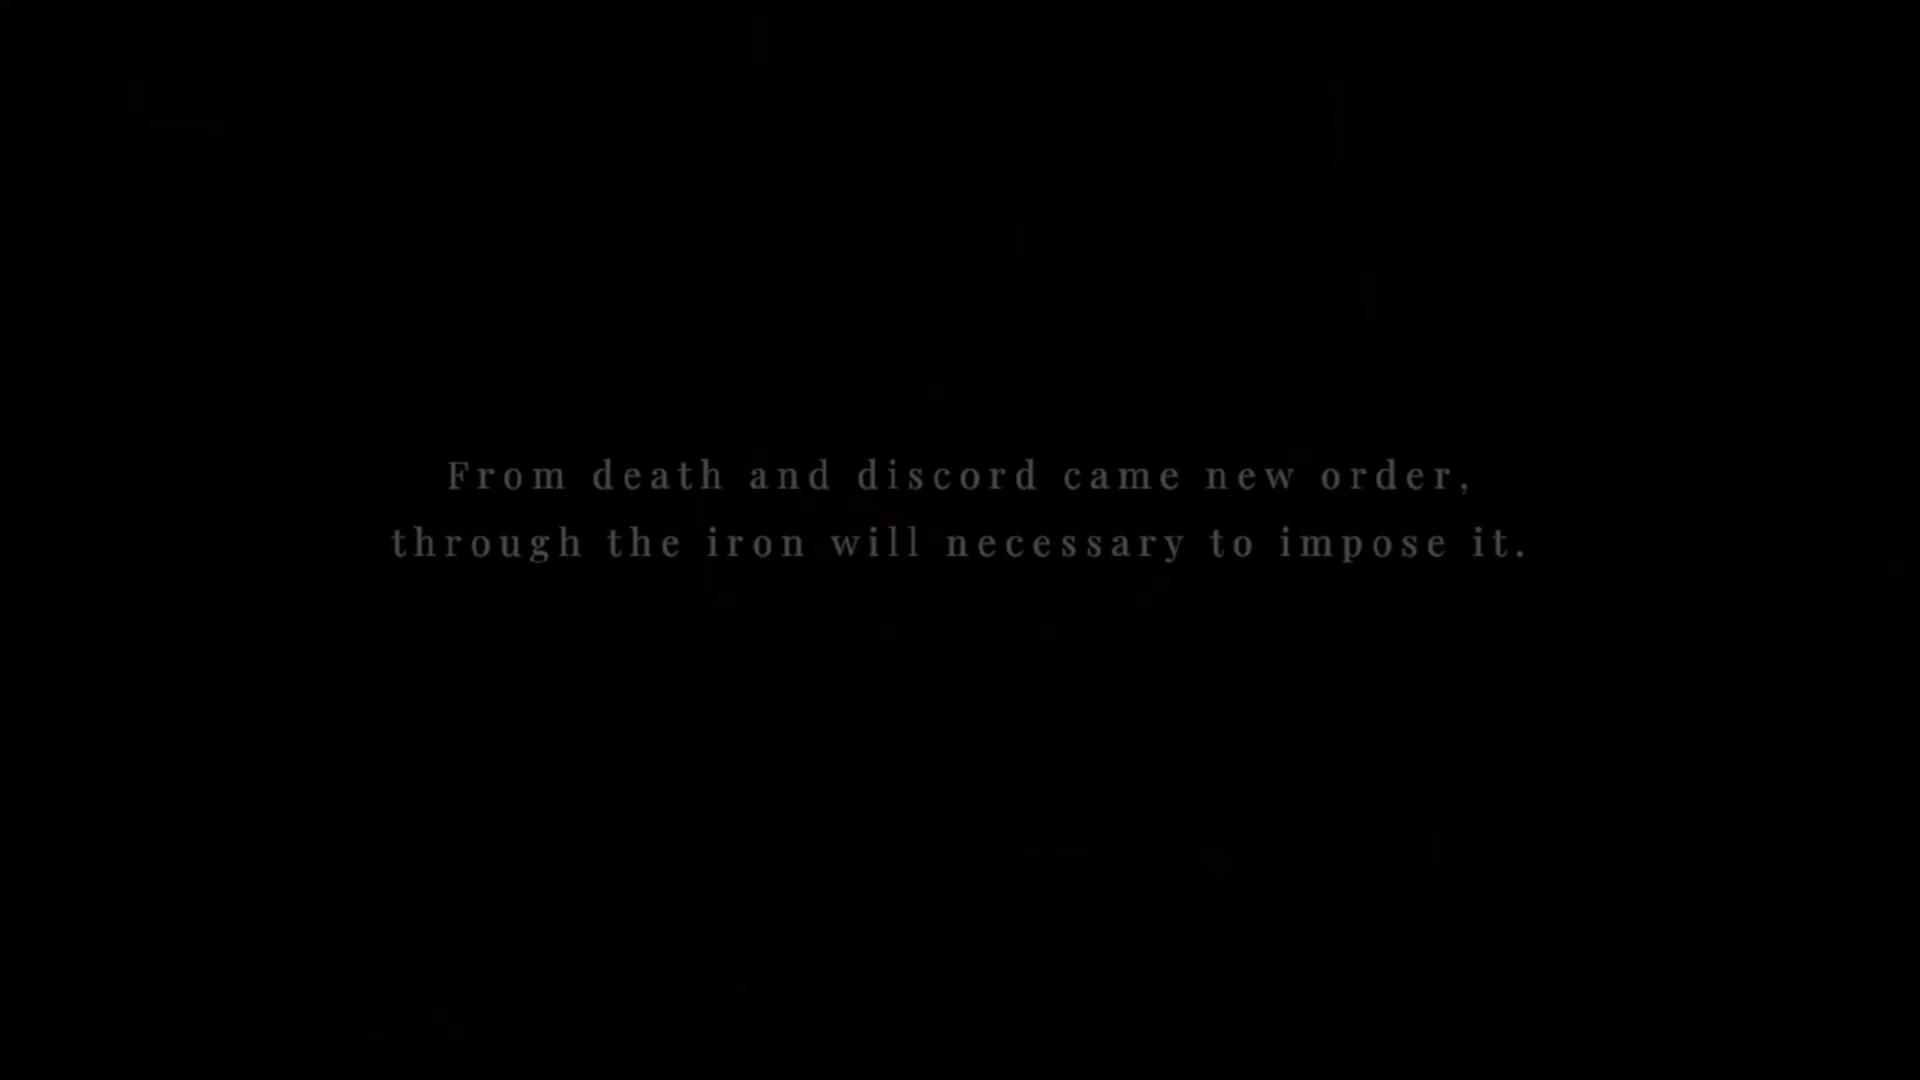 From death and discord came new order,
through the iron will necessary to impose it.